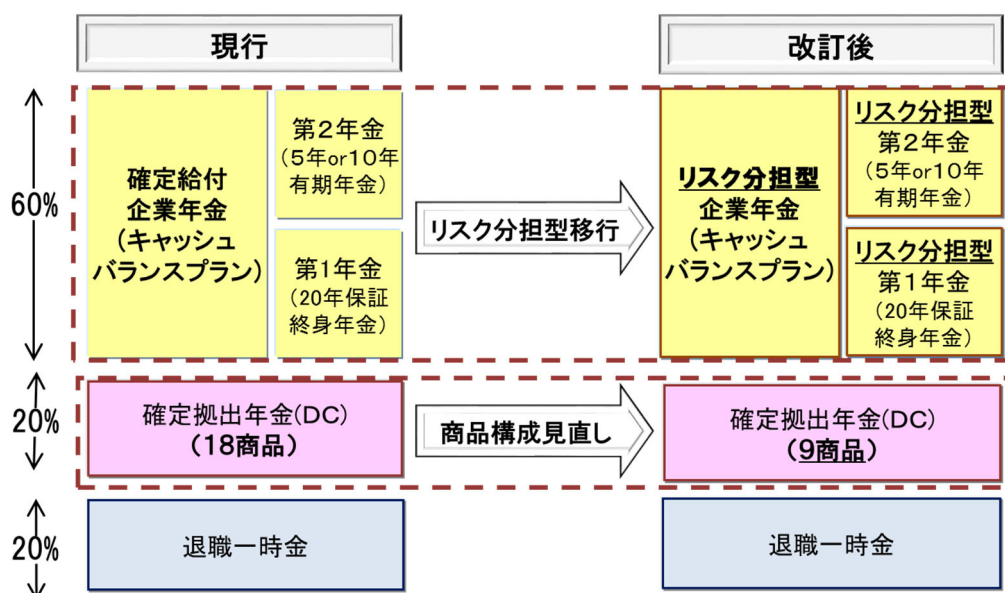 現行
改訂後
60%
確定給付
企業年金
(キャッシュ
バランスプラン)
第2年金
(5年or10年
有期年金)
第1年金
(20年保証
終身年金)
リスク分担型移行
リスク分担型
企業年金
(キャッシュ
バランスプラン)
リスク分担型
第2年金
(5年or10年
有期年金)
リスク分担型
第1年金
(20年保証
終身年金)
20%
確定拠出年金(DC)
(18商品)
商品構成見直し
確定拠出年金(DC)
(9商品)
20%
退職一時金
退職一時金